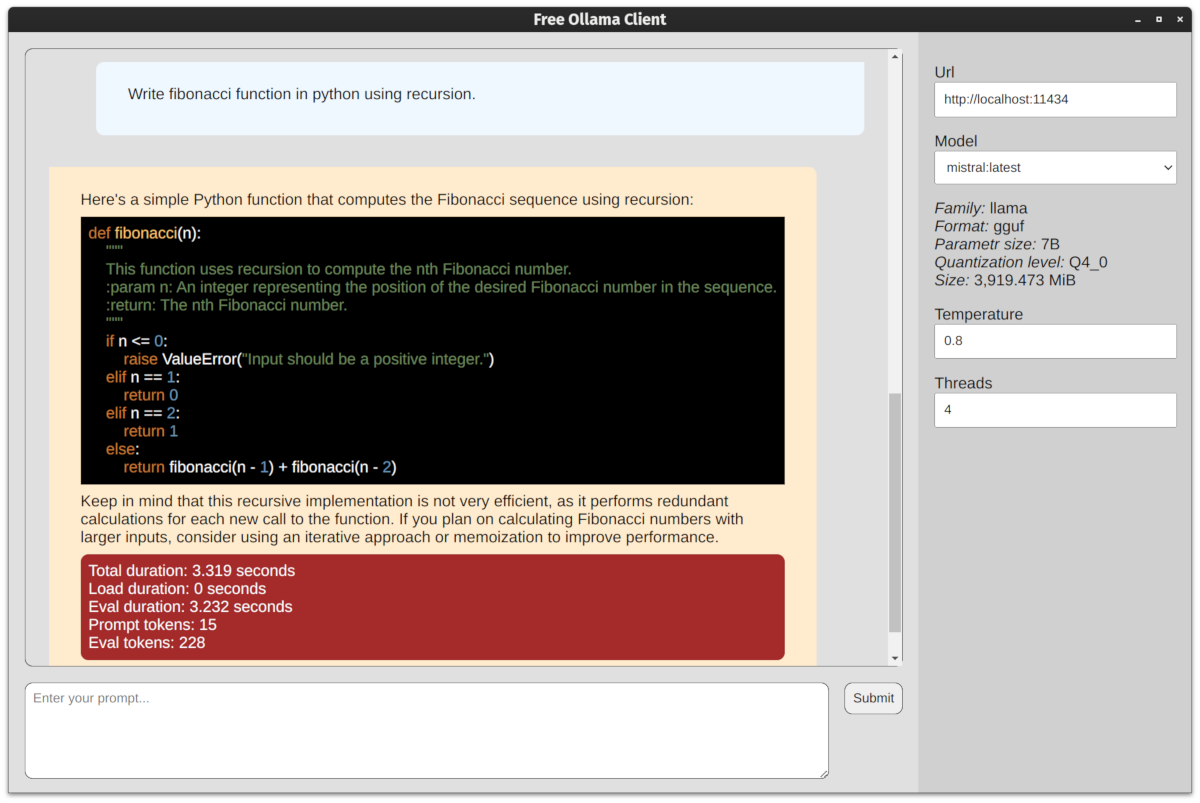 Free Ollama Client
Write fibonacci function in python using recursion.
Here's a simple Python function that computes the Fibonacci sequence using recursion:
def fibonacci(n):
"""
This function uses recursion to compute the nth Fibonacci number.
:param n: An integer representing the position of the desired Fibonacci number in the sequence.
:return: The nth Fibonacci number.
"""
if n <= 0:
raise ValueError("Input should be a positive integer.")
elif n == 1:
return 0
elif n == 2:
return 1
else:
return fibonacci(n - 1) + fibonacci(n - 2)
Keep in mind that this recursive implementation is not very efficient, as it performs redundant
calculations for each new call to the function. If you plan on calculating Fibonacci numbers with
larger inputs, consider using an iterative approach or memoization to improve performance.
Total duration: 3.319 seconds
Load duration: 0 seconds
Eval duration: 3.232 seconds
Prompt tokens: 15
Eval tokens: 228
Enter your prompt...
Submit
Url
http://localhost:11434
Model
mistral:latest
Family: llama
Format: gguf
Parametr size: 7B
Quantization level: Q4_0
Size: 3,919.473 MiB
Temperature
0.8
Threads
4